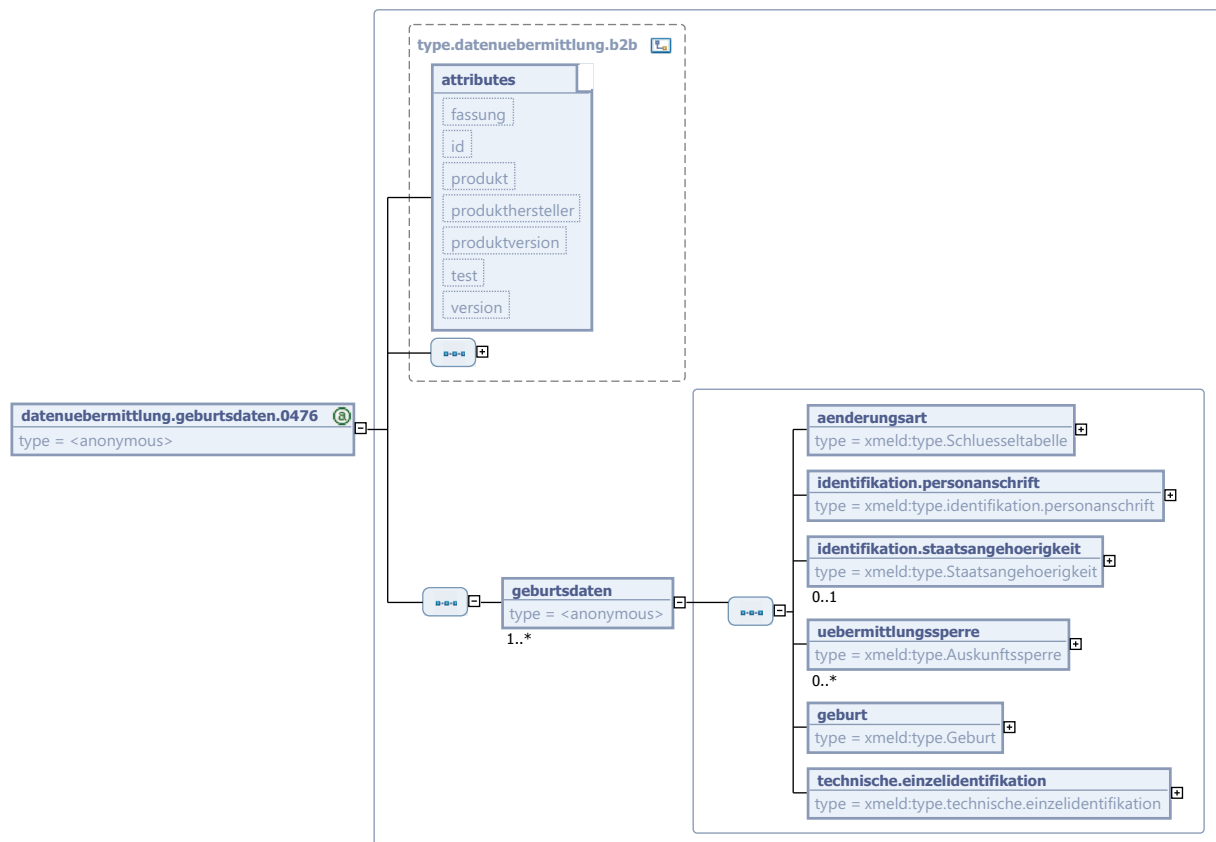 type.datenuebermittlung.b2b
attributes
fassung
id
produkt
produkthersteller
produktversion
test
version
datenuebermittlung.geburtsdaten.0476 a
type = <anonymous>
geburtsdaten
type = <anonymous>
1..*
aenderungsart
type = xmeld:type.Schluesseltabelle
identifikation.personanschrift
type = xmeld:type.identifikation.personanschrift
identifikation.staatsangehoerigkeit
type = xmeld:type.Staatsangehoerigkeit
0..1
uebermittlungssperre
type = xmeld:type.Auskunftssperre
0..*
geburt
type = xmeld:type.Geburt
technische.einzelidentifikation
type = xmeld:type.technische.einzelidentifikation